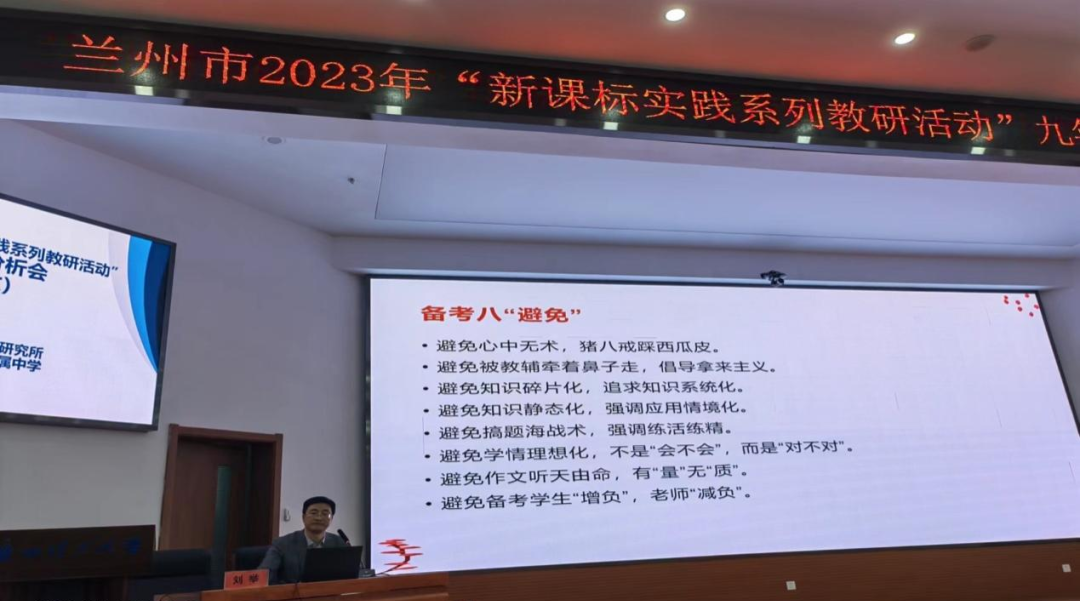 兰州市2023年“新课标实践系列教研活动”九
践系列教研活动”
分析会
研究所
属中学
备考八“避免”
• 避免心中无术，猪八戒踩西瓜皮。
• 避免被教辅牵着鼻子走，倡导拿来主义。
• 避免知识碎片化，追求知识系统化。
• 避免知识静态化，强调应用情境化。
• 避免搞题海战术，强调练活练精。
• 避免学情理想化，不是“会不会”，而是“对不对”。
• 避免作文听天由命，有“量”无“质”。
• 避免备考学生“增负”，老师“减负”。